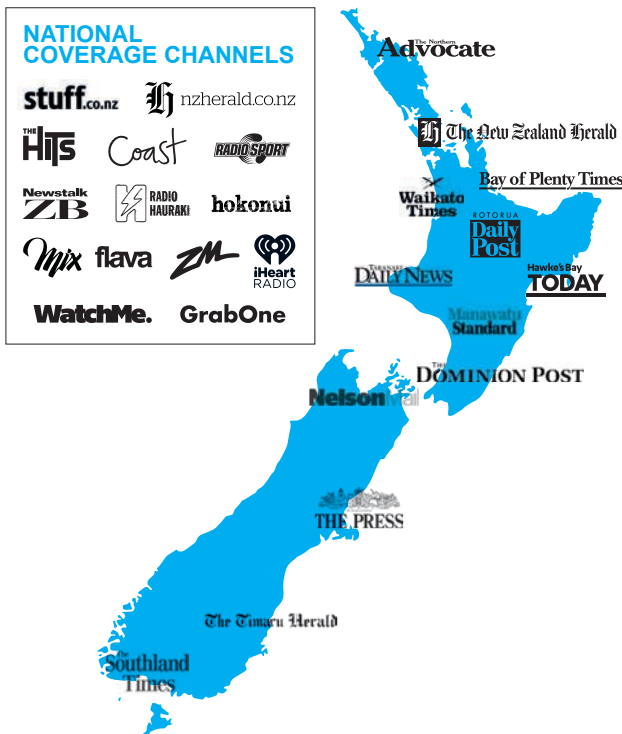 NATIONAL
COVERAGE CHANNELS
stuff.co.nz
nzherald.co.nz
THE
HITS
Coast
RADIO SPORT
Newstalk
ZB
RADIO
HAURAKI
hokonui
mix
flava
ZM
iHeart
RADIO
WatchMe.
GrabOne
The Northern
Advocate
The New Zealand Herald
Bay of Plenty Times
Waikato
Times
ROTORUA
Daily
Post
TARANAKI
DAILY NEWS
Hawke's Bay
TODAY
Manawatu
Standard
THE
DOMINION POST
Nelson Mail
THE PRESS
The Timaru Herald
The
Southland
Times